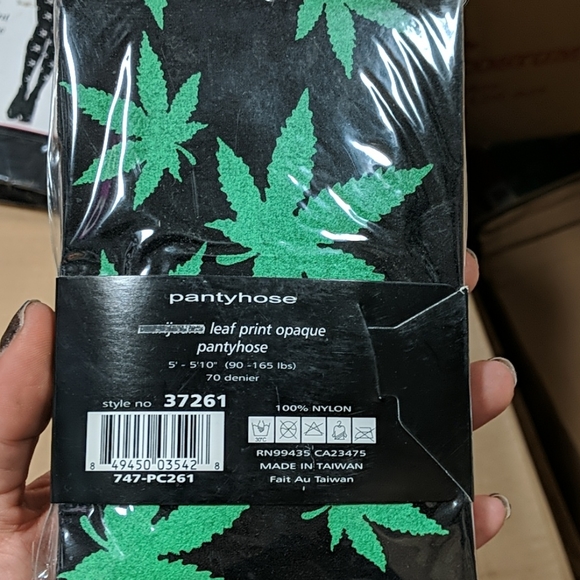 pantyhose
leaf print opaque
pantyhose
5' - 5'10" (90 -165 lbs)
70 denier
style no 37261
8 49450 03542 8
747-PC261
100% NYLON
30°C
RN99435 CA23475
MADE IN TAIWAN
Fait Au Taiwan